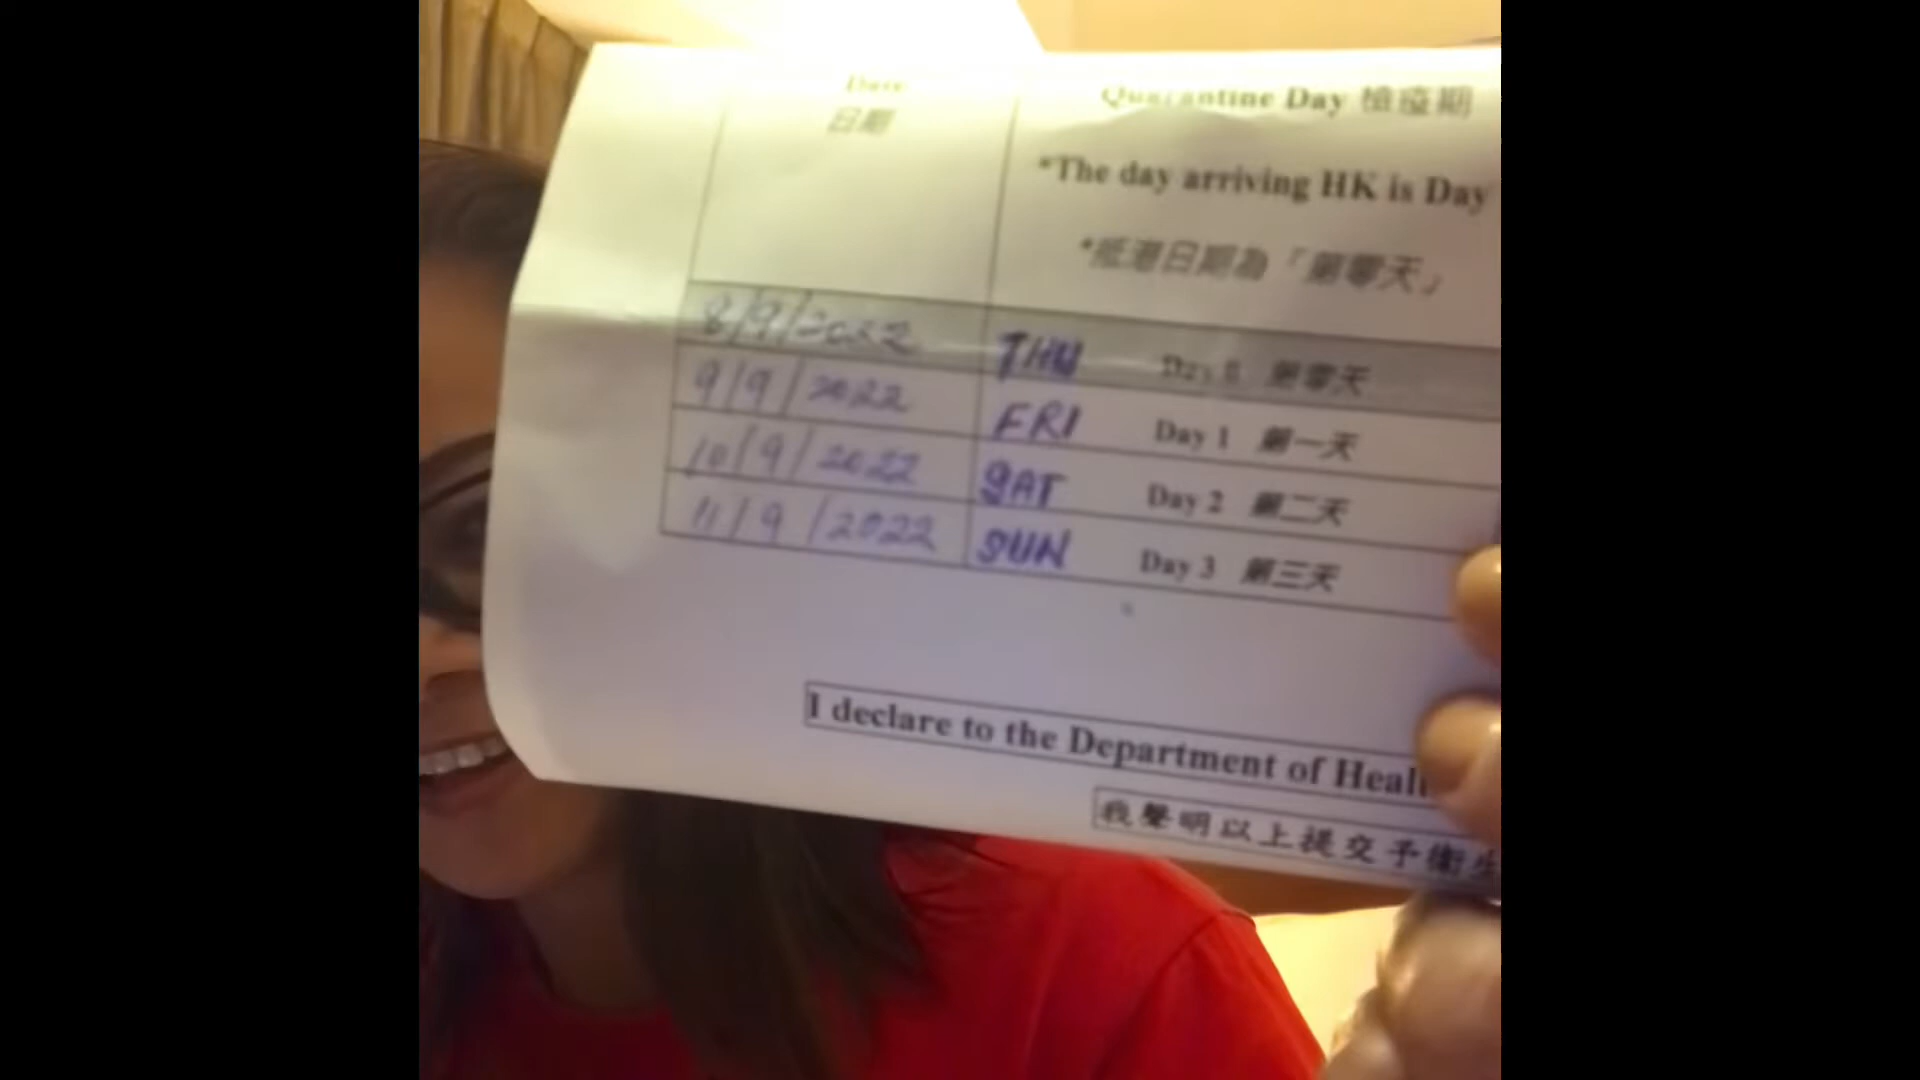 Date
日期
Quarantine Day 檢疫期
*The day arriving HK is Day
*抵港日期為「第零天」
8/9/2022 THU Day 0 第零天
9/9/2022 FRI Day 1 第一天
10/9/2022 SAT Day 2 第二天
11/9/2022 SUN Day 3 第三天
I declare to the Department of Heal
我聲明以上提交予衞生